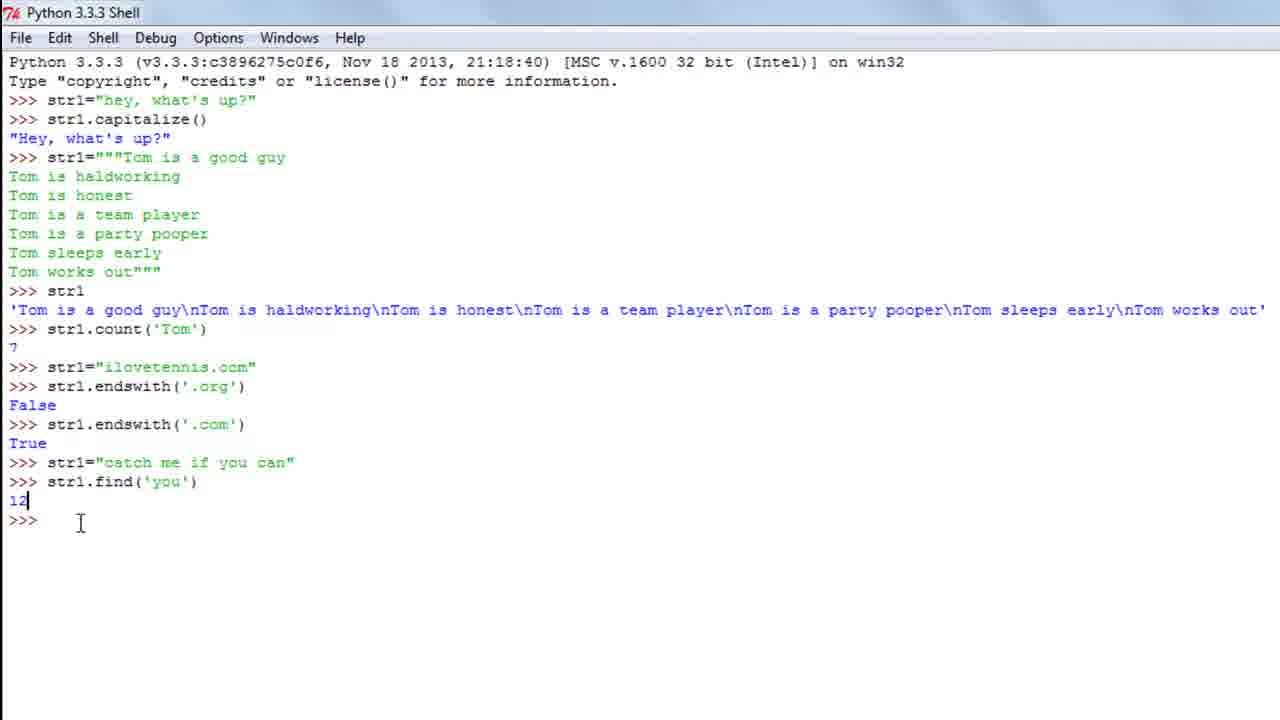 Python 3.3.3 Shell
File Edit Shell Debug Options Windows Help
Python 3.3.3 (v3.3.3:c3896275c0f6, Nov 18 2013, 21:18:40) [MSC v.1600 32 bit (Intel)] on win32
Type "copyright", "credits" or "license()" for more information.
>>> str1="hey, what's up?"
>>> str1.capitalize()
"Hey, what's up?"
>>> str1="""Tom is a good guy
Tom is haldworking
Tom is honest
Tom is a team player
Tom is a party pooper
Tom sleeps early
Tom works out"""
>>> str1
'Tom is a good guy\nTom is haldworking\nTom is honest\nTom is a team player\nTom is a party pooper\nTom sleeps early\nTom works out'
>>> str1.count('Tom')
7
>>> str1="ilovetennis.com"
>>> str1.endswith('.org')
False
>>> str1.endswith('.com')
True
>>> str1="catch me if you can"
>>> str1.find('you')
12
>>>